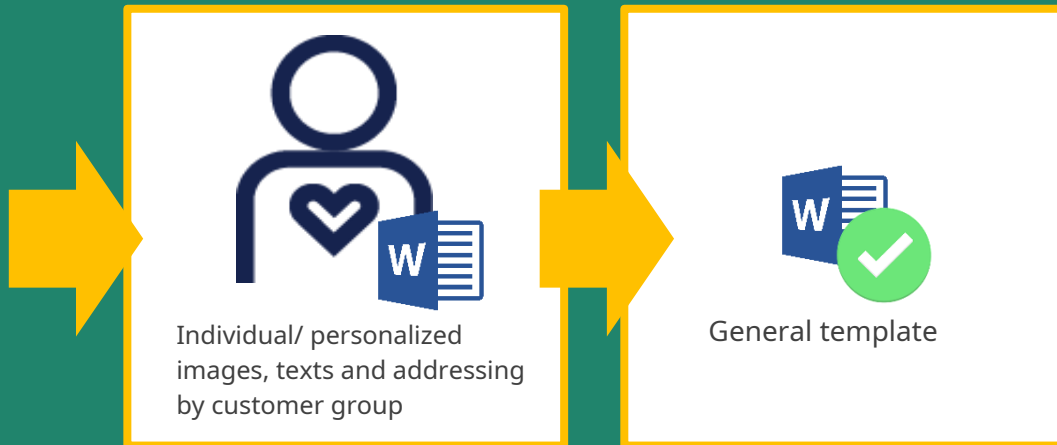 W
Individual/ personalized
images, texts and addressing
by customer group
W
General template